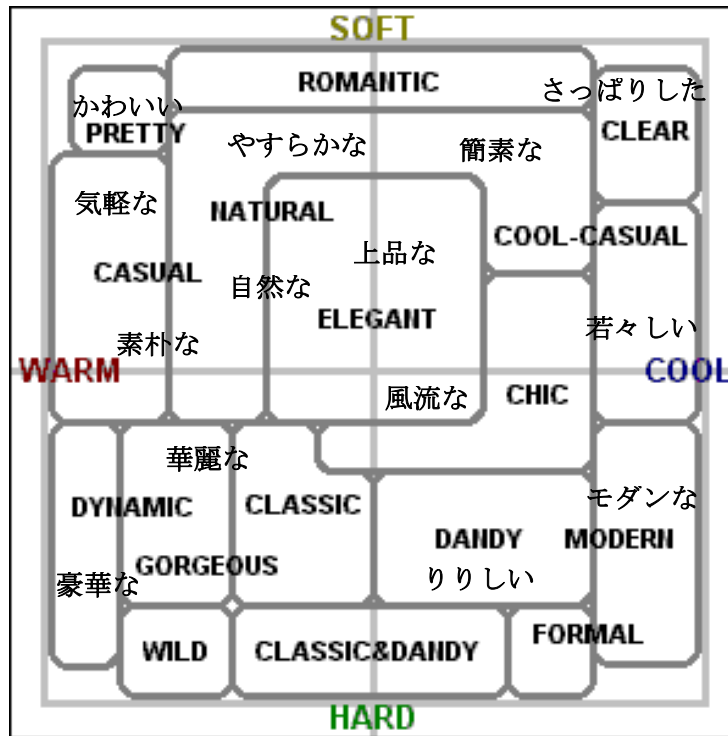 SOFT
ROMANTIC
かわいい
PRETTY
さっぱりした
CLEAR
やすらかな
簡素な
気軽な
NATURAL
COOL-CASUAL
上品な
CASUAL
自然な
ELEGANT
若々しい
素朴な
WARM
COOL
風流な
CHIC
華麗な
DYNAMIC
CLASSIC
モダンな
DANDY
MODERN
GORGEOUS
豪華な
りりしい
WILD
CLASSIC&DANDY
FORMAL
HARD